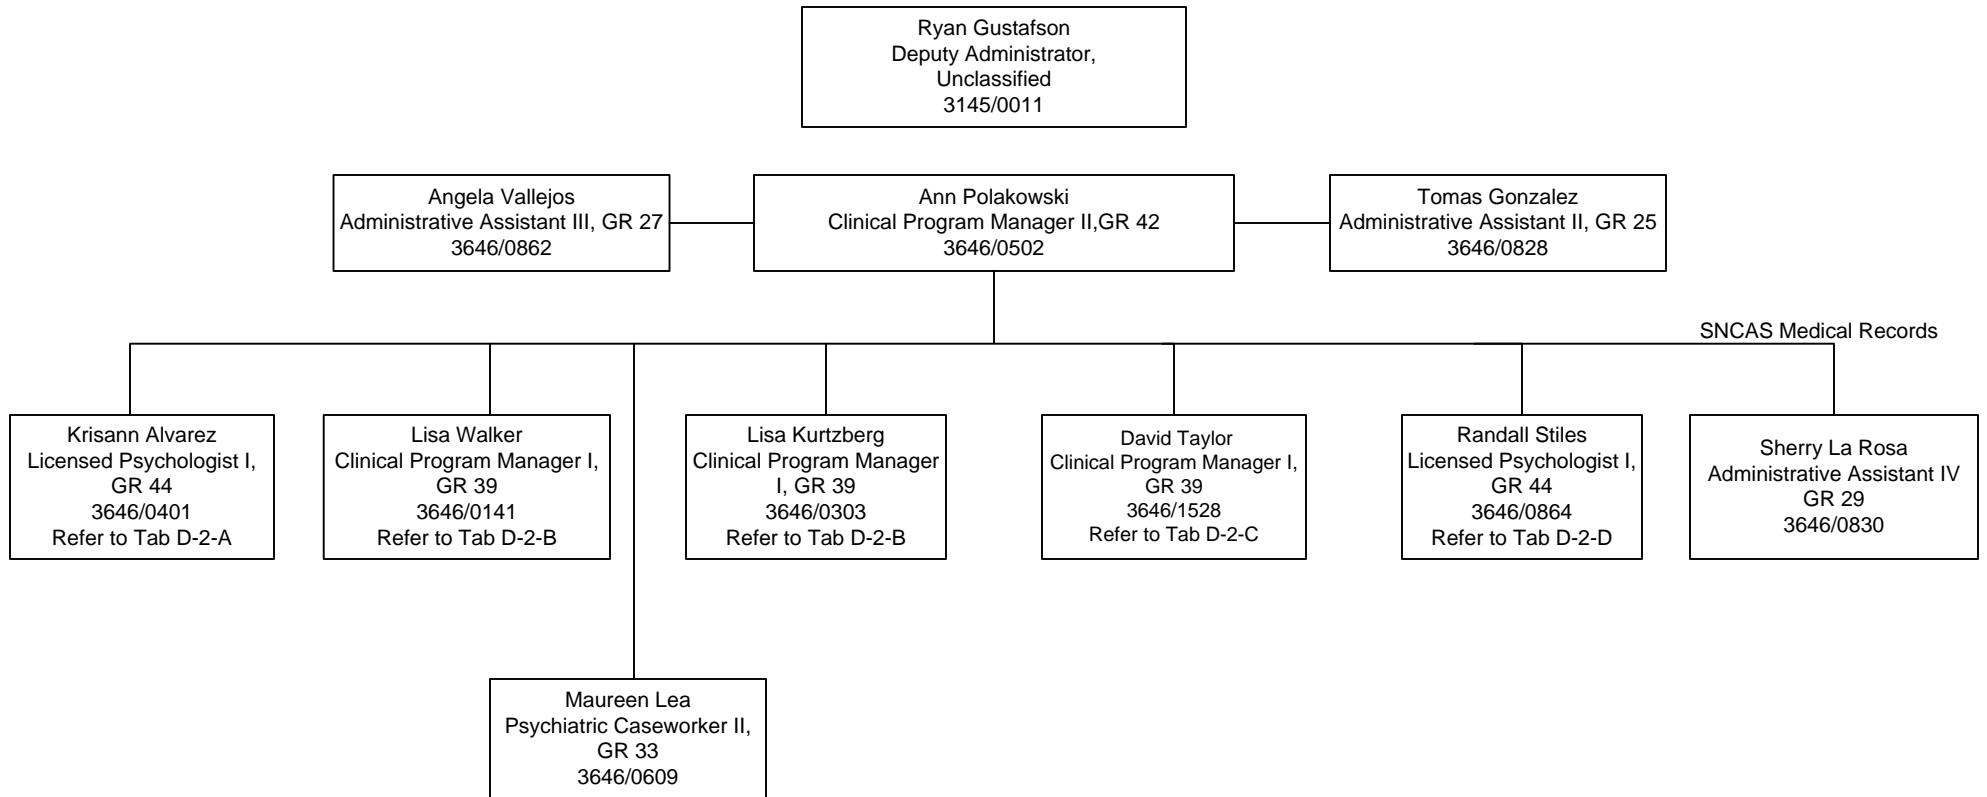 Ryan Gustafson
Deputy Administrator,
Unclassified
3145/0011
Angela Vallejos
Administrative Assistant III, GR 27
3646/0862
Ann Polakowski
Clinical Program Manager II,GR 42
3646/0502
Tomas Gonzalez
Administrative Assistant II, GR 25
3646/0828
SNCAS Medical Records
Krisann Alvarez
Licensed Psychologist I,
GR 44
3646/0401
Refer to Tab D-2-A
Lisa Walker
Clinical Program Manager I,
GR 39
3646/0141
Refer to Tab D-2-B
Lisa Kurtzberg
Clinical Program Manager
I, GR 39
3646/0303
Refer to Tab D-2-B
David Taylor
Clinical Program Manager I,
GR 39
3646/1528
Refer to Tab D-2-C
Randall Stiles
Licensed Psychologist I,
GR 44
3646/0864
Refer to Tab D-2-D
Sherry La Rosa
Administrative Assistant IV
GR 29
3646/0830
Maureen Lea
Psychiatric Caseworker II,
GR 33
3646/0609